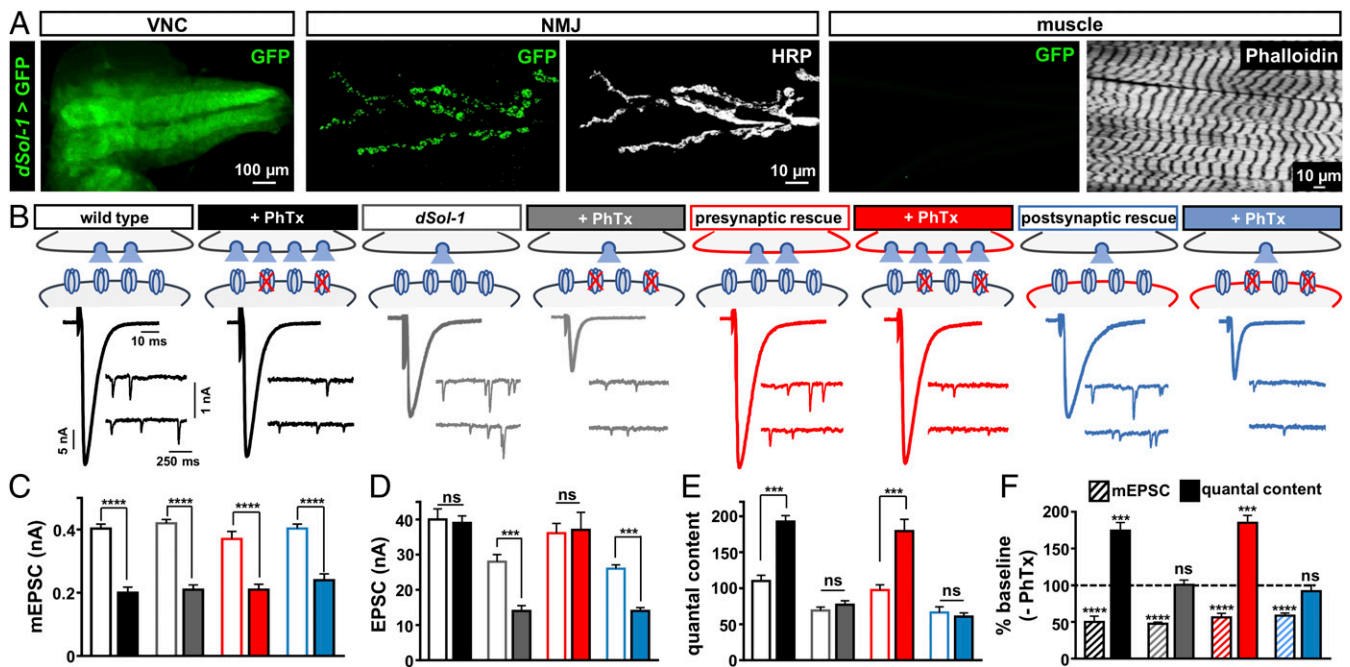 A
VNC
NMJ
muscle
dSol-1 > GFP
GFP
100 µm
GFP
HRP
10 µm
GFP
Phalloidin
10 µm
B
wild type
+ PhTx
dSol-1
+ PhTx
presynaptic rescue
+ PhTx
postsynaptic rescue
+ PhTx
10 ms
1 nA
5 nA
250 ms
C
mEPSC (nA)
0.4
0.2
0
****
****
****
****
D
EPSC (nA)
40
30
20
10
0
ns
***
ns
***
E
quantal content
200
150
100
50
0
***
ns
***
ns
F
mEPSC
quantal content
% baseline
(- PhTx)
200
150
100
50
0
****
***
****
ns
****
***
****
ns